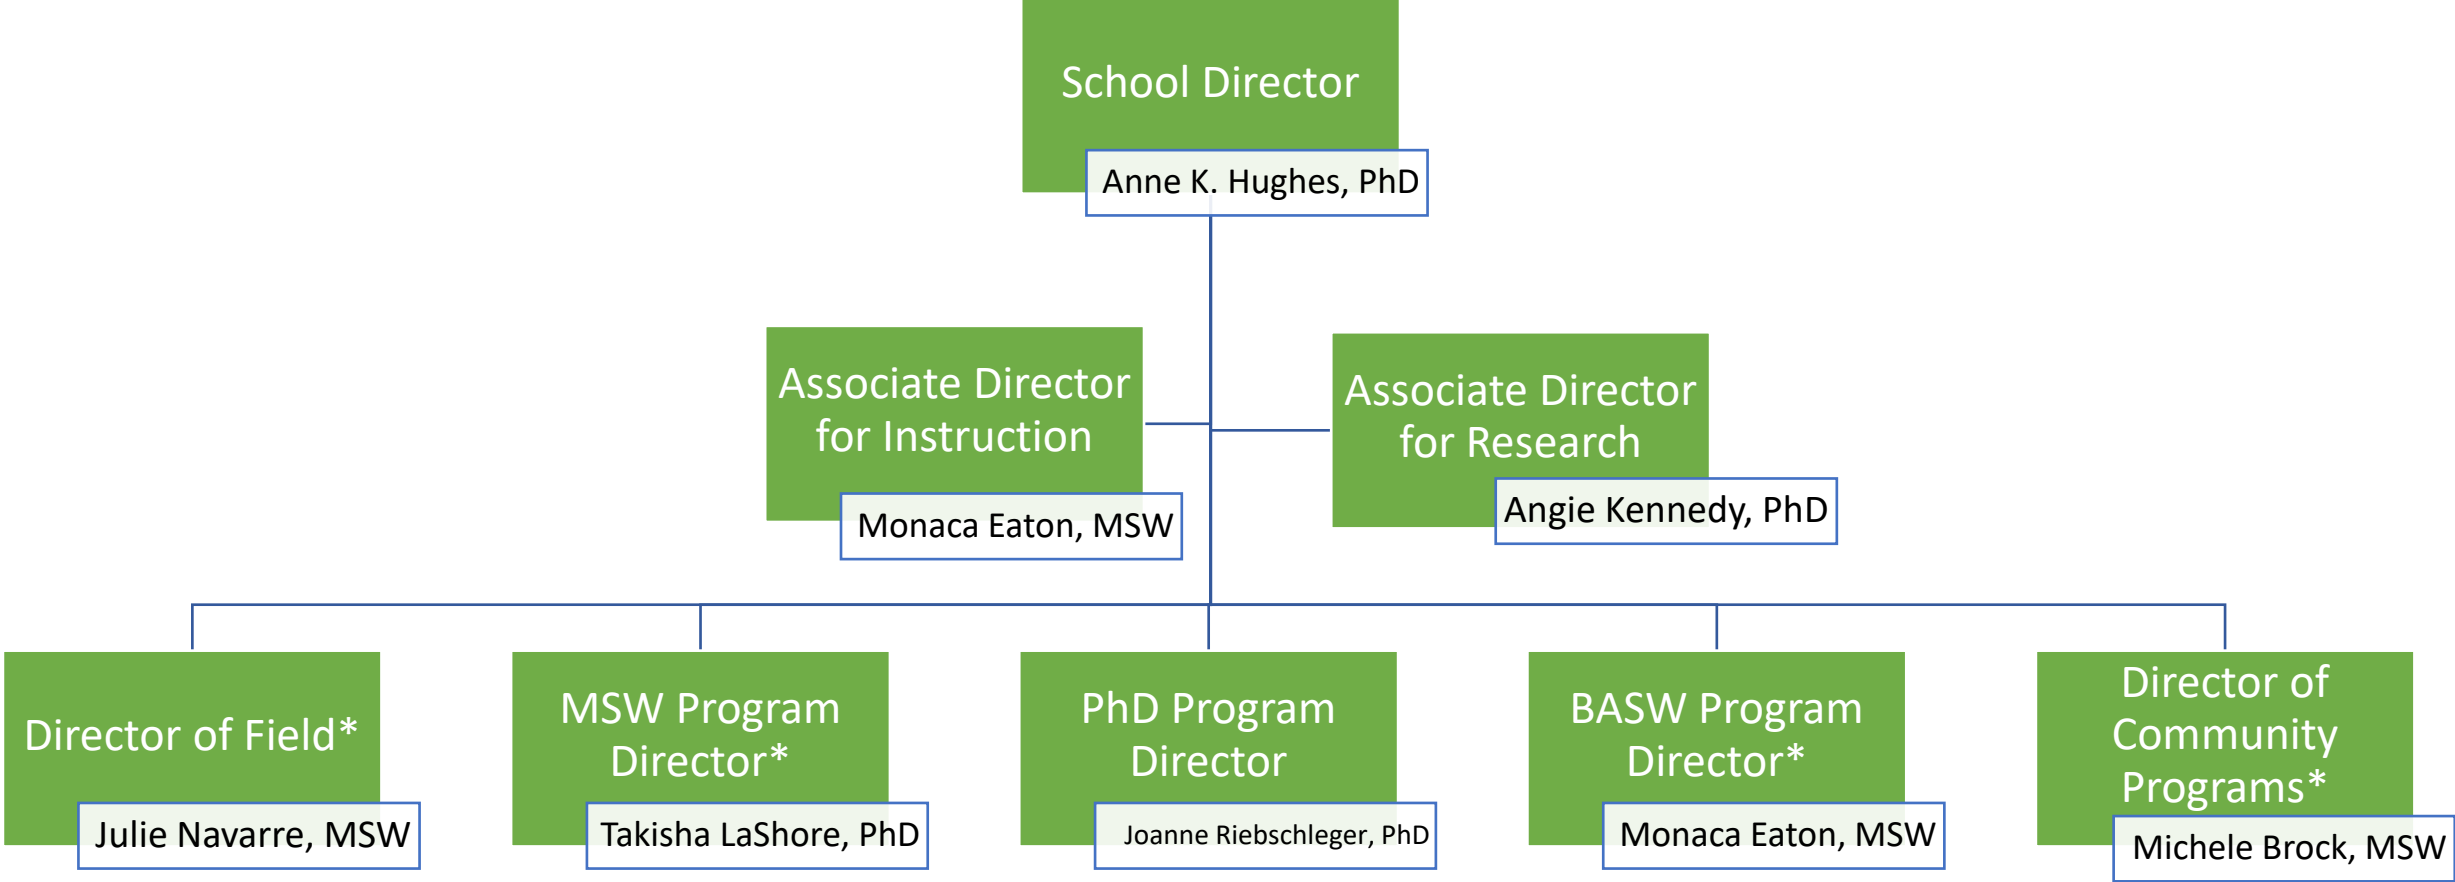 School Director
Anne K. Hughes, PhD
Associate Director
for Instruction
Monaca Eaton, MSW
Associate Director
for Research
Angie Kennedy, PhD
Director of Field*
Julie Navarre, MSW
MSW Program
Director*
Takisha LaShore, PhD
PhD Program
Director
Joanne Riebschleger, PhD
BASW Program
Director*
Monaca Eaton, MSW
Director of
Community
Programs*
Michele Brock, MSW